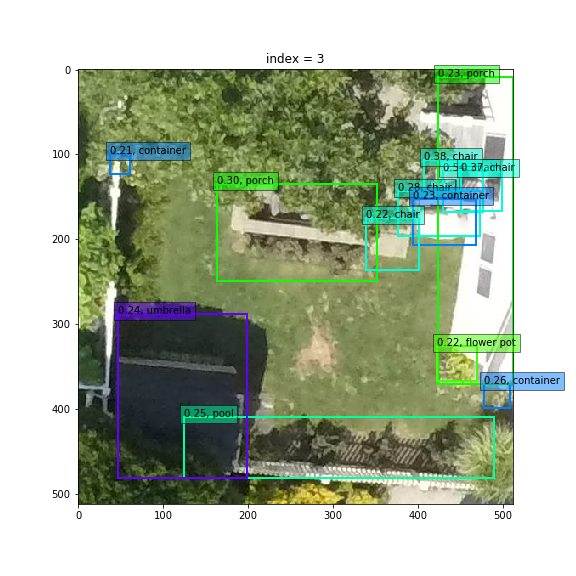 index = 3
0
100
200
300
400
500
0 100 200 300 400 500
0.23, porch
0.21, container
0.38, chair
0.37, chair
0.30, porch
0.28, chair
0.23, container
0.22, chair
0.24, umbrella
0.22, flower pot
0.26, container
0.25, pool